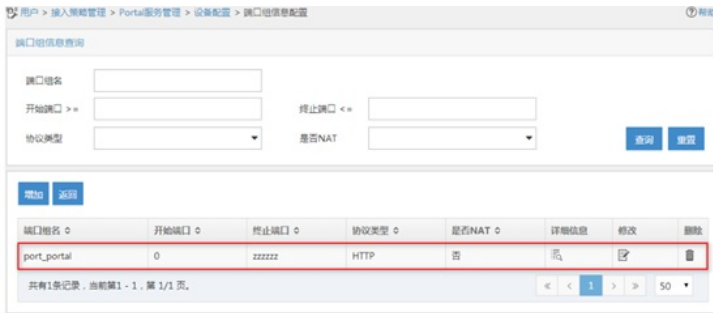 用户 > 接入策略管理 > Portal服务管理 > 设备配置 > 端口组信息配置 帮助
端口组信息查询
端口组名
开始端口 >= 终止端口 <=
协议类型 是否NAT 查询 重置
增加 返回
端口组名 开始端口 终止端口 协议类型 是否NAT 详细信息 修改 删除
port_portal 0 zzzzzz HTTP 否
共有1条记录，当前第1 - 1，第 1/1 页。 « < 1 > » 50